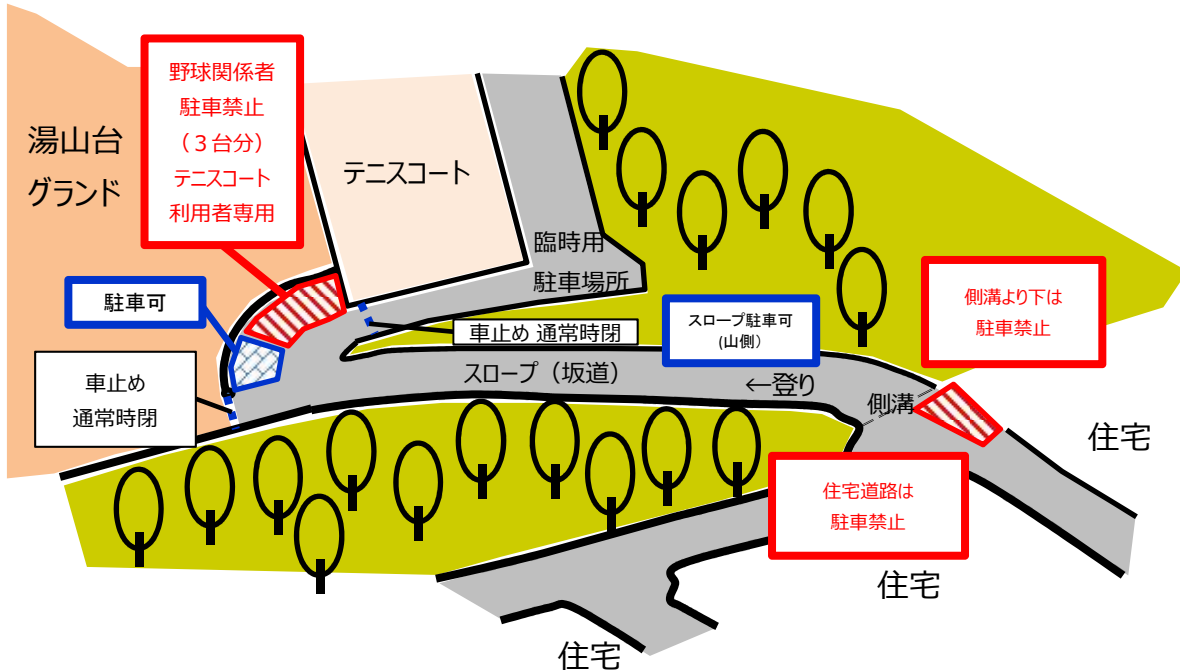 野球関係者
駐車禁止
（３台分）
テニスコート
利用者専用
湯山台
グランド
テニスコート
臨時用
駐車場所
駐車可
車止め 通常時閉
スロープ駐車可
(山側）
側溝より下は
駐車禁止
車止め
通常時閉
スロープ（坂道）
←登り
側溝
住宅
住宅道路は
駐車禁止
住宅
住宅